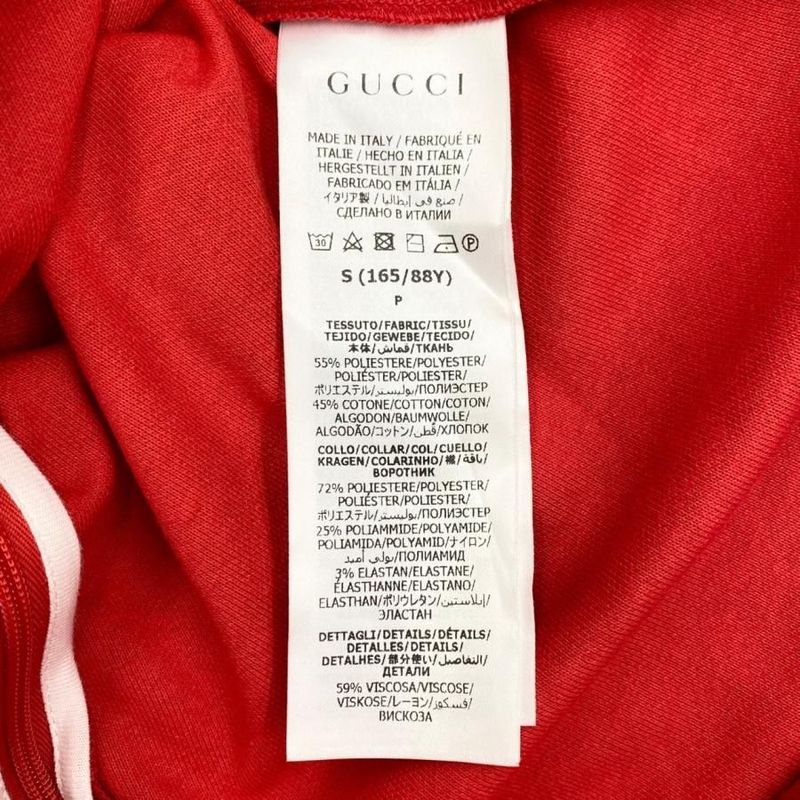 GUCCI
MADE IN ITALY / FABRIQUÉ EN
ITALIE / HECHO EN ITALIA /
HERGESTELLT IN ITALIEN /
FABRICADO EM ITÁLIA /
イタリア製 / صنع في إيطاليا /
СДЕЛАНО В ИТАЛИИ
30
P
S (165/88Y)
P
TESSUTO/FABRIC/TISSU/
TEJIDO/GEWEBE/TECIDO/
本体/قماش/ТКАНЬ
55% POLIESTERE/POLYESTER/
POLIÉSTER/POLIESTER/
ポリエステル/بوليستر/ПОЛИЭСТЕР
45% COTONE/COTTON/COTON/
ALGODON/BAUMWOLLE/
ALGODÃO/コットン/قطن/ХЛОПОК
COLLO/COLLAR/COL/CUELLO/
KRAGEN/COLARINHO/襟/ياقة/
ВОРОТНИК
72% POLIESTERE/POLYESTER/
POLIÉSTER/POLIESTER/
ポリエステル/بوليستر/ПОЛИЭСТЕР
25% POLIAMMIDE/POLYAMIDE/
POLIAMIDA/POLYAMID/ナイロン/
بولي أميد/ПОЛИАМИД
3% ELASTAN/ELASTANE/
ÉLASTHANNE/ELASTANO/
ELASTHAN/ポリウレタン/إيلاستين/
ЭЛАСТАН
DETTAGLI/DETAILS/DÉTAILS/
DETALLES/DETAILS/
DETALHES/部分使い/التفاصيل/
ДЕТАЛИ
59% VISCOSA/VISCOSE/
VISKOSE/レーヨン/فسكوز/
ВИСКОЗА